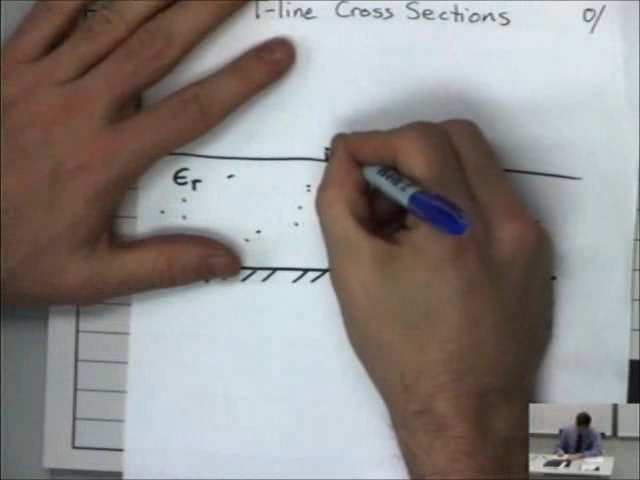 T-line Cross Sections 0/
εr